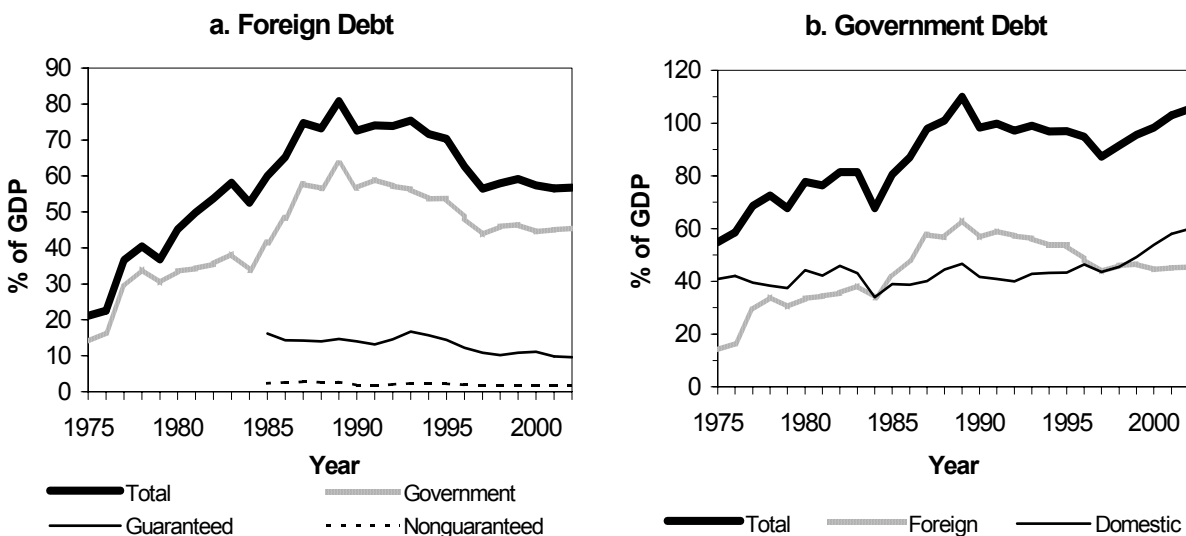 a. Foreign Debt
90
80
70
60
50
40
30
20
10
0
% of GDP
1975 1980 1985 1990 1995 2000
Year
Total Government
Guaranteed Nonguaranteed
b. Government Debt
120
100
80
60
40
20
0
% of GDP
1975 1980 1985 1990 1995 2000
Year
Total Foreign Domestic